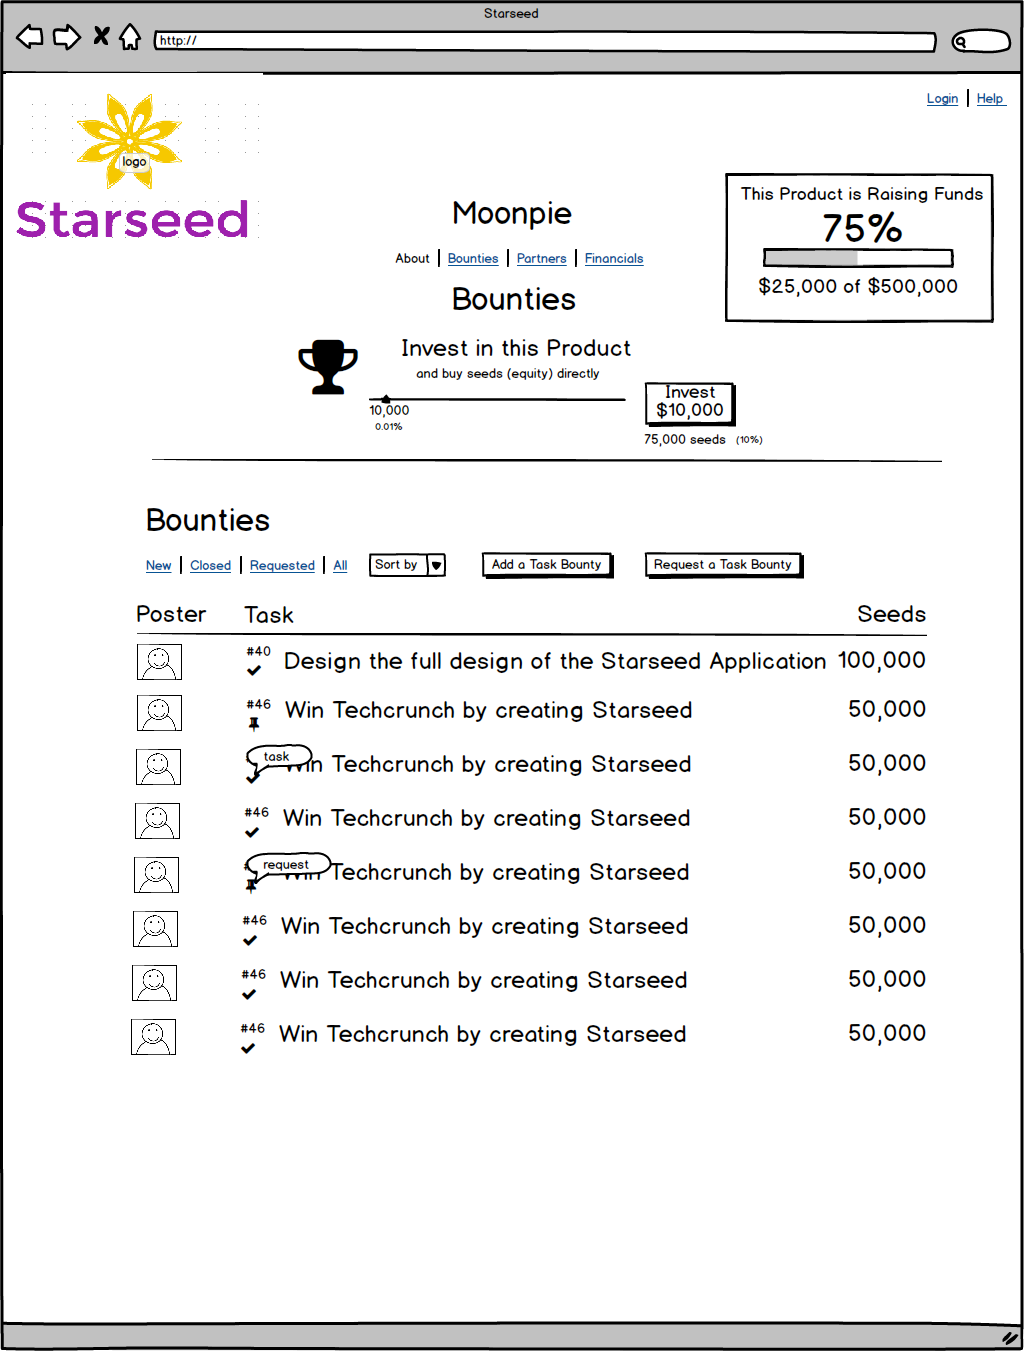 Starseed
http://
Login | Help
logo
Starseed
Moonpie
This Product is Raising Funds
75%
$25,000 of $500,000
About | Bounties | Partners | Financials
Bounties
Invest in this Product
and buy seeds (equity) directly
10,000
0.01%
Invest
$10,000
75,000 seeds (10%)
Bounties
New | Closed | Requested | All
Sort by
Add a Task Bounty
Request a Task Bounty
Poster Task Seeds
#40 Design the full design of the Starseed Application 100,000
#46 Win Techcrunch by creating Starseed 50,000
task
Win Techcrunch by creating Starseed 50,000
#46 Win Techcrunch by creating Starseed 50,000
request
Win Techcrunch by creating Starseed 50,000
#46 Win Techcrunch by creating Starseed 50,000
#46 Win Techcrunch by creating Starseed 50,000
#46 Win Techcrunch by creating Starseed 50,000